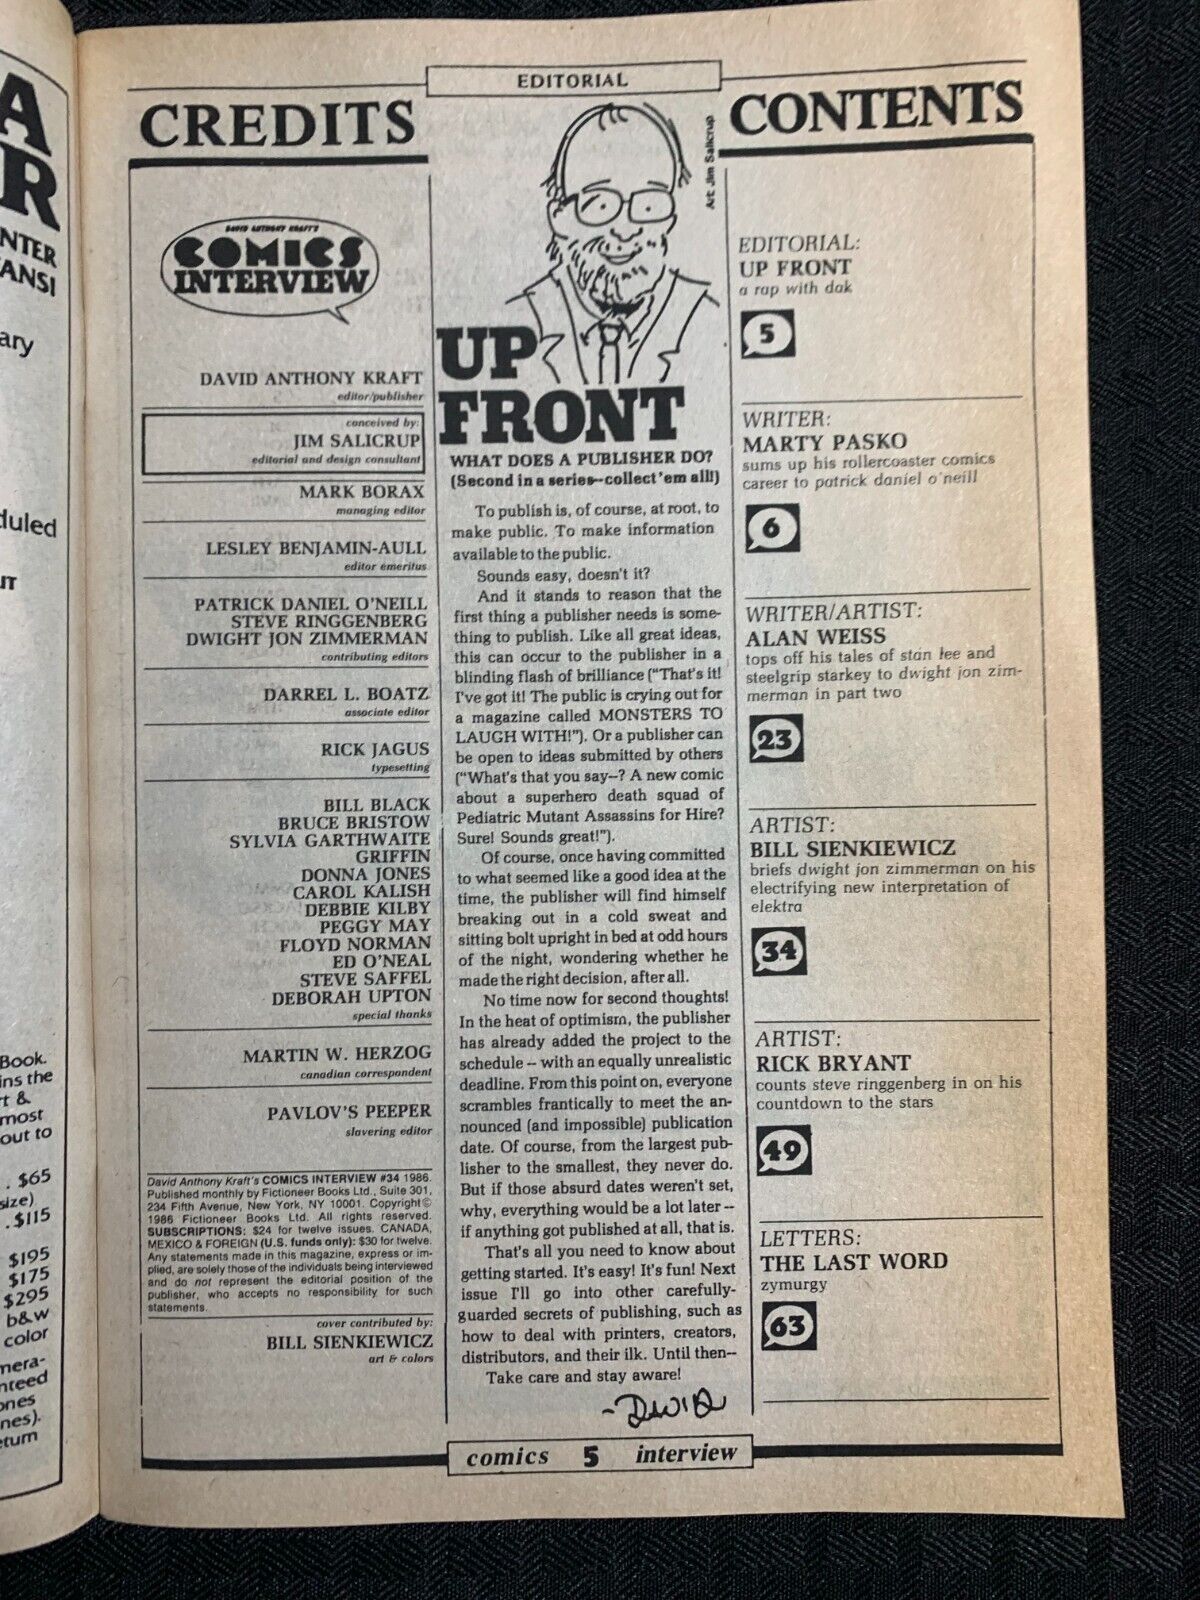 A
R
NTER
ANSI
ary
duled
UT
Book.
ins the
rt &
most
out to
. $65
size)
. $115
$195
$175
$295
b&w
color
mera-
nteed
ones
nes).
eturn
EDITORIAL
CREDITS
DAVID ANTHONY KRAFT'S
COMICS
INTERVIEW
DAVID ANTHONY KRAFT
editor/publisher
conceived by:
JIM SALICRUP
editorial and design consultant
MARK BORAX
managing editor
LESLEY BENJAMIN-AULL
editor emeritus
PATRICK DANIEL O'NEILL
STEVE RINGGENBERG
DWIGHT JON ZIMMERMAN
contributing editors
DARREL L. BOATZ
associate editor
RICK JAGUS
typesetting
BILL BLACK
BRUCE BRISTOW
SYLVIA GARTHWAITE
GRIFFIN
DONNA JONES
CAROL KALISH
DEBBIE KILBY
PEGGY MAY
FLOYD NORMAN
ED O'NEAL
STEVE SAFFEL
DEBORAH UPTON
special thanks
MARTIN W. HERZOG
canadian correspondent
PAVLOV'S PEEPER
slavering editor
David Anthony Kraft's COMICS INTERVIEW #34 1986.
Published monthly by Fictioneer Books Ltd., Suite 301,
234 Fifth Avenue, New York, NY 10001. Copyright ©
1986 Fictioneer Books Ltd. All rights reserved.
SUBSCRIPTIONS: $24 for twelve issues. CANADA,
MEXICO & FOREIGN (U.S. funds only): $30 for twelve.
Any statements made in this magazine, express or im-
plied, are solely those of the individuals being interviewed
and do not represent the editorial position of the
publisher, who accepts no responsibility for such
statements.
cover contributed by:
BILL SIENKIEWICZ
art & colors
Art: Jim Salicrup
UP
FRONT
WHAT DOES A PUBLISHER DO?
(Second in a series--collect 'em all!)
To publish is, of course, at root, to
make public. To make information
available to the public.
Sounds easy, doesn't it?
And it stands to reason that the
first thing a publisher needs is some-
thing to publish. Like all great ideas,
this can occur to the publisher in a
blinding flash of brilliance ("That's it!
I've got it! The public is crying out for
a magazine called MONSTERS TO
LAUGH WITH!"). Or a publisher can
be open to ideas submitted by others
("What's that you say--? A new comic
about a superhero death squad of
Pediatric Mutant Assassins for Hire?
Sure! Sounds great!").
Of course, once having committed
to what seemed like a good idea at the
time, the publisher will find himself
breaking out in a cold sweat and
sitting bolt upright in bed at odd hours
of the night, wondering whether he
made the right decision, after all.
No time now for second thoughts!
In the heat of optimism, the publisher
has already added the project to the
schedule -- with an equally unrealistic
deadline. From this point on, everyone
scrambles frantically to meet the an-
nounced (and impossible) publication
date. Of course, from the largest pub-
lisher to the smallest, they never do.
But if those absurd dates weren't set,
why, everything would be a lot later --
if anything got published at all, that is.
That's all you need to know about
getting started. It's easy! It's fun! Next
issue I'll go into other carefully-
guarded secrets of publishing, such as
how to deal with printers, creators,
distributors, and their ilk. Until then--
Take care and stay aware!
-DAVID
CONTENTS
EDITORIAL:
UP FRONT
a rap with dak
5
WRITER:
MARTY PASKO
sums up his rollercoaster comics
career to patrick daniel o'neill
6
WRITER/ARTIST:
ALAN WEISS
tops off his tales of stan lee and
steelgrip starkey to dwight jon zim-
merman in part two
23
ARTIST:
BILL SIENKIEWICZ
briefs dwight jon zimmerman on his
electrifying new interpretation of
elektra
34
ARTIST:
RICK BRYANT
counts steve ringgenberg in on his
countdown to the stars
49
LETTERS:
THE LAST WORD
zymurgy
63
comics 5 interview